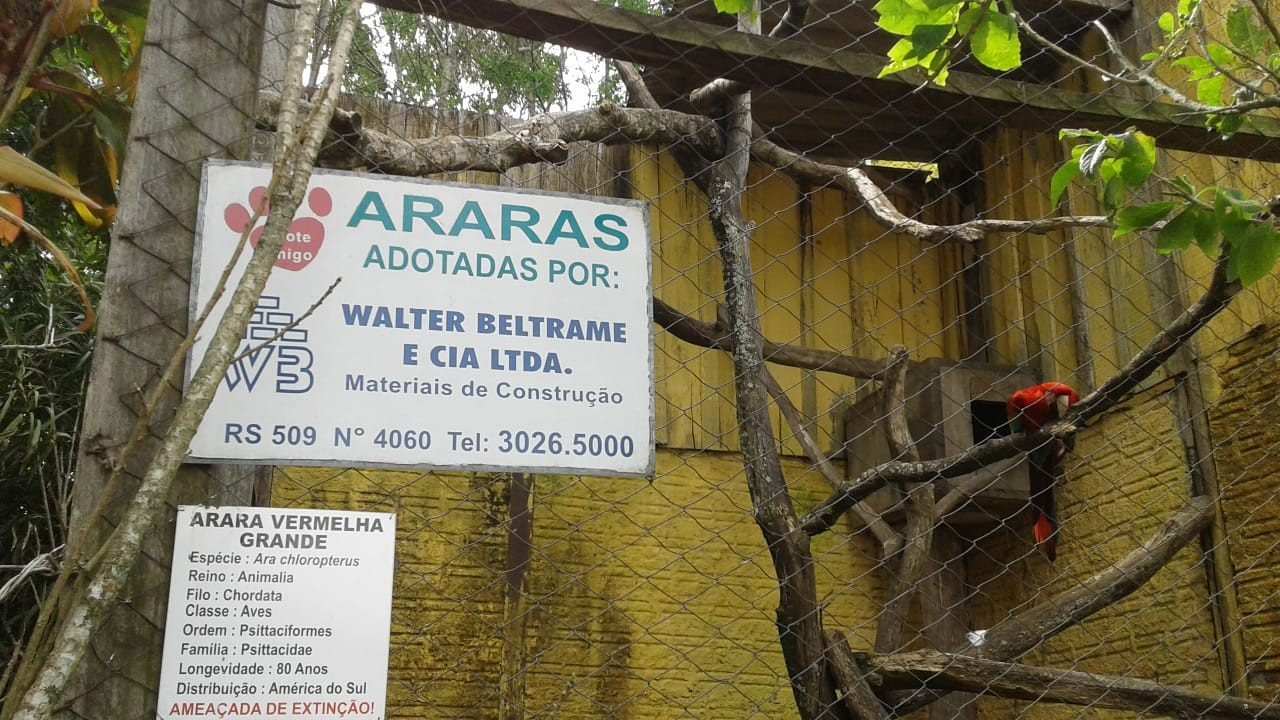 ARARAS
ADOTADAS POR:
WALTER BELTRAME
E CIA LTDA.
Materiais de Construção
WB
RS 509 N° 4060 Tel: 3026.5000
ARARA VERMELHA
GRANDE
Espécie : Ara chloropterus
Reino : Animalia
Filo : Chordata
Classe : Aves
Ordem : Psittaciformes
Família : Psittacidae
Longevidade : 80 Anos
Distribuição : América do Sul
AMEAÇADA DE EXTINÇÃO!